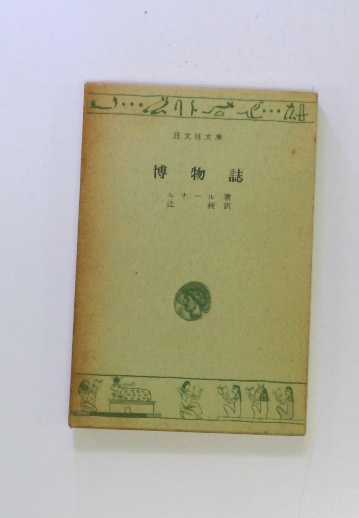 旺文社文庫
博物誌
ルナール 著
辻 昶 訳